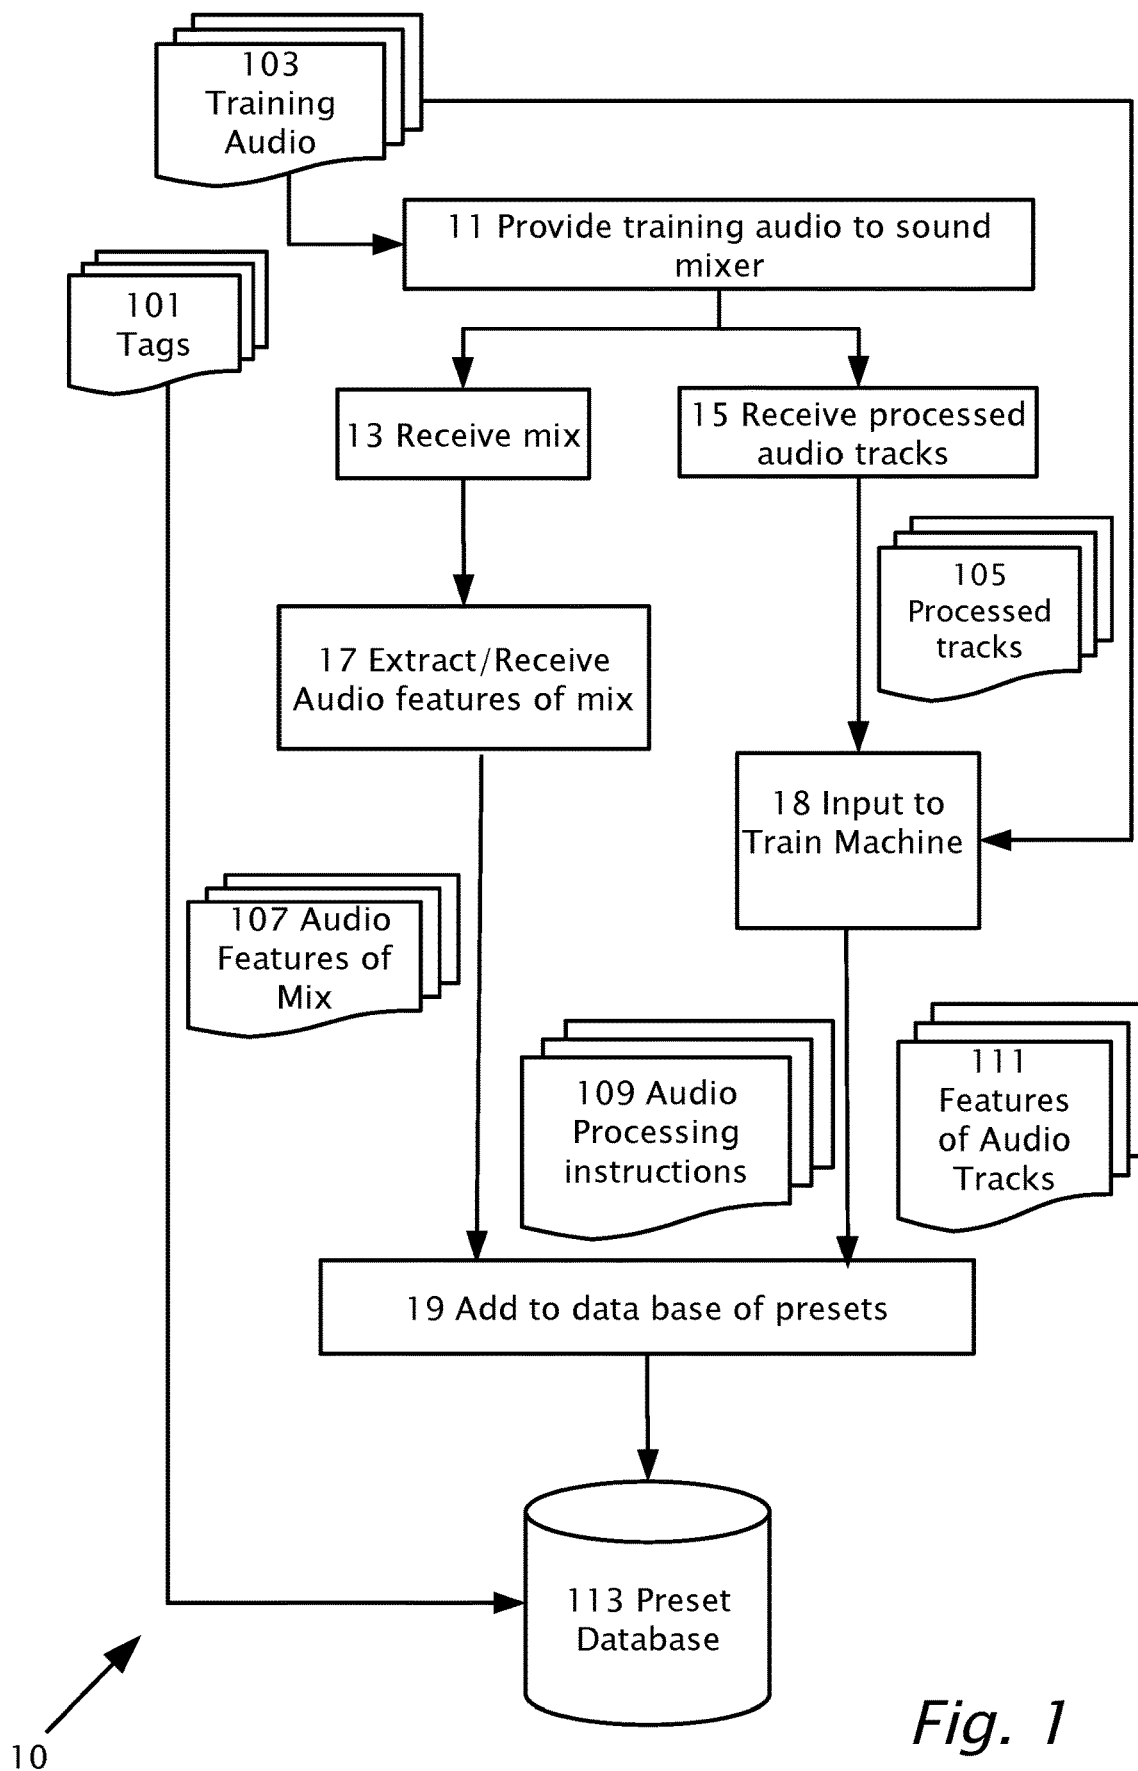 103
Training
Audio
11 Provide training audio to sound
mixer
101
Tags
13 Receive mix
15 Receive processed
audio tracks
105
Processed
tracks
17 Extract/Receive
Audio features of mix
18 Input to
Train Machine
107 Audio
Features of
Mix
109 Audio
Processing
instructions
111
Features
of Audio
Tracks
19 Add to data base of presets
113 Preset
Database
10
Fig. 1